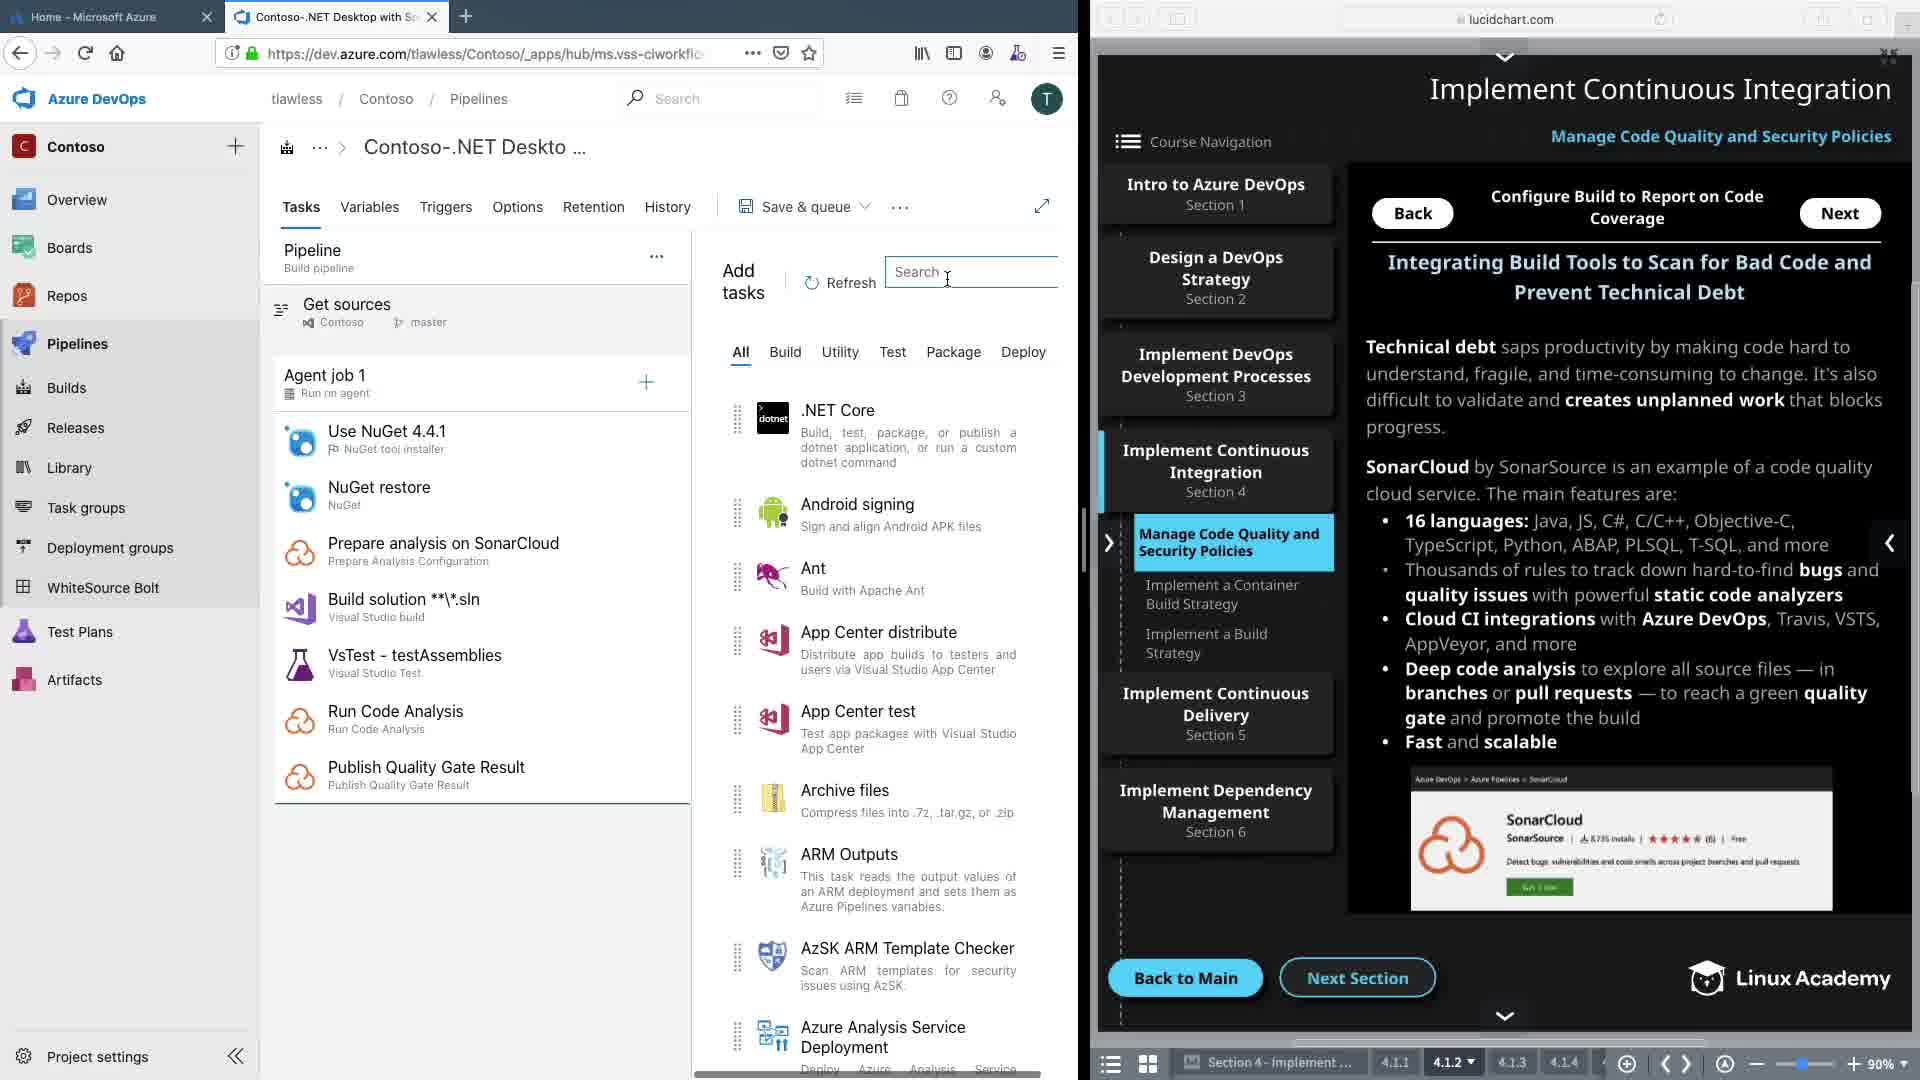 Home - Microsoft Azure
Contoso-.NET Desktop with So
https://dev.azure.com/tlawless/Contoso/_apps/hub/ms.vss-ciworkflo
Azure DevOps
tlawless / Contoso / Pipelines
Search
T
C
Contoso
Overview
Boards
Repos
Pipelines
Builds
Releases
Library
Task groups
Deployment groups
WhiteSource Bolt
Test Plans
Artifacts
Project settings
Contoso-.NET Deskto ...
Tasks
Variables
Triggers
Options
Retention
History
Save & queue
Pipeline
Build pipeline
Get sources
Contoso
master
Agent job 1
Run on agent
Use NuGet 4.4.1
NuGet tool installer
NuGet restore
NuGet
Prepare analysis on SonarCloud
Prepare Analysis Configuration
Build solution **\*.sln
Visual Studio build
VsTest - testAssemblies
Visual Studio Test
Run Code Analysis
Run Code Analysis
Publish Quality Gate Result
Publish Quality Gate Result
Add
tasks
Refresh
Search
All
Build
Utility
Test
Package
Deploy
dotnet
.NET Core
Build, test, package, or publish a
dotnet application, or run a custom
dotnet command
Android signing
Sign and align Android APK files
Ant
Build with Apache Ant
App Center distribute
Distribute app builds to testers and
users via Visual Studio App Center
App Center test
Test app packages with Visual Studio
App Center
Archive files
Compress files into .7z, .tar.gz, or .zip
ARM Outputs
This task reads the output values of
an ARM deployment and sets them as
Azure Pipelines variables.
AzSK ARM Template Checker
Scan ARM templates for security
issues using AzSK.
Azure Analysis Service
Deployment
Deploy Azure Analysis Service
lucidchart.com
Implement Continuous Integration
Manage Code Quality and Security Policies
Course Navigation
Intro to Azure DevOps
Section 1
Design a DevOps
Strategy
Section 2
Implement DevOps
Development Processes
Section 3
Implement Continuous
Integration
Section 4
Manage Code Quality and
Security Policies
Implement a Container
Build Strategy
Implement a Build
Strategy
Implement Continuous
Delivery
Section 5
Implement Dependency
Management
Section 6
Back
Configure Build to Report on Code
Coverage
Next
Integrating Build Tools to Scan for Bad Code and
Prevent Technical Debt
Technical debt saps productivity by making code hard to
understand, fragile, and time-consuming to change. It's also
difficult to validate and creates unplanned work that blocks
progress.
SonarCloud by SonarSource is an example of a code quality
cloud service. The main features are:
• 16 languages: Java, JS, C#, C/C++, Objective-C,
TypeScript, Python, ABAP, PLSQL, T-SQL, and more
• Thousands of rules to track down hard-to-find bugs and
quality issues with powerful static code analyzers
• Cloud CI integrations with Azure DevOps, Travis, VSTS,
AppVeyor, and more
• Deep code analysis to explore all source files — in
branches or pull requests — to reach a green quality
gate and promote the build
• Fast and scalable
Azure DevOps > Azure Pipelines > SonarCloud
SonarCloud
SonarSource | 8,735 installs | ★★★★★ (6) | Free
Detect bugs, vulnerabilities and code smells across project branches and pull requests.
Get it free
Back to Main
Next Section
Linux Academy
Section 4 - Implement ...
4.1.1
4.1.2
4.1.3
4.1.4
90%